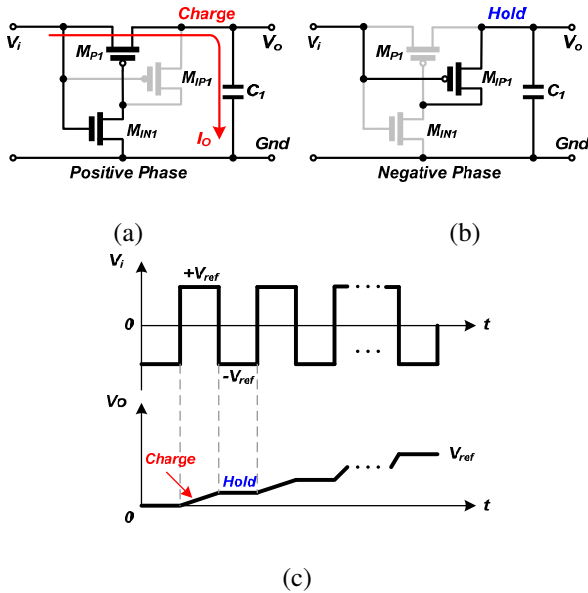 Charge
Vi
MP1
Vo
MIP1
C1
MIN1
IO
Gnd
Positive Phase
(a)
Hold
Vi
MP1
Vo
MIP1
C1
MIN1
Gnd
Negative Phase
(b)
Vi
+Vref
0
t
-Vref
Vo
Charge
Hold
Vref
0
t
(c)